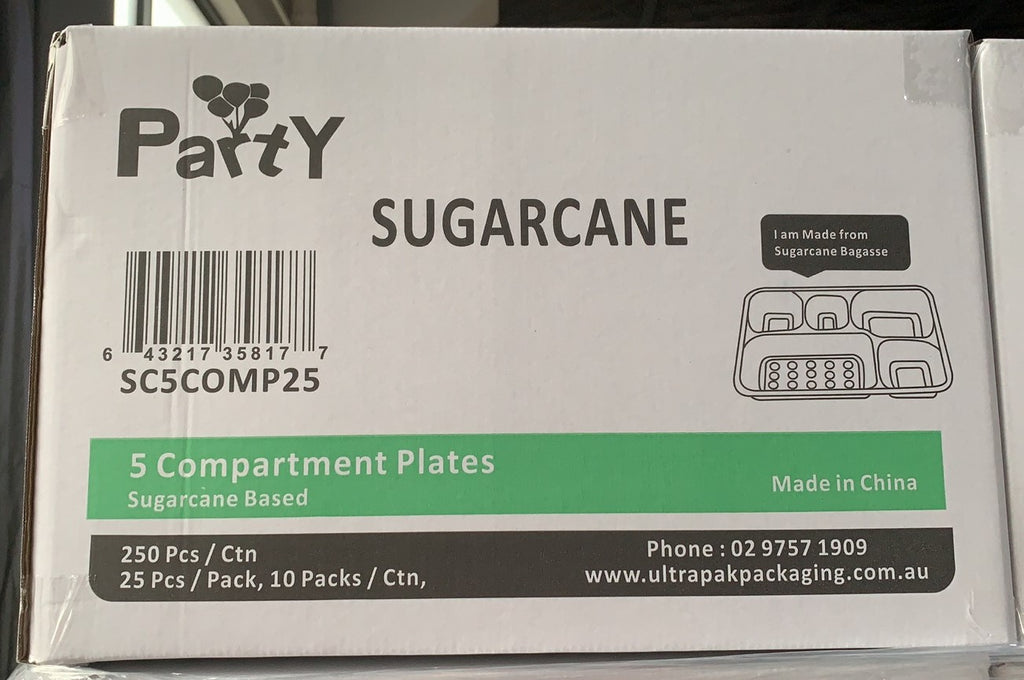 PartY
SUGARCANE
I am Made from
Sugarcane Bagasse
6 43217 35817 7
SC5COMP25
5 Compartment Plates
Sugarcane Based
Made in China
250 Pcs / Ctn
25 Pcs / Pack, 10 Packs / Ctn,
Phone : 02 9757 1909
www.ultrapakpackaging.com.au